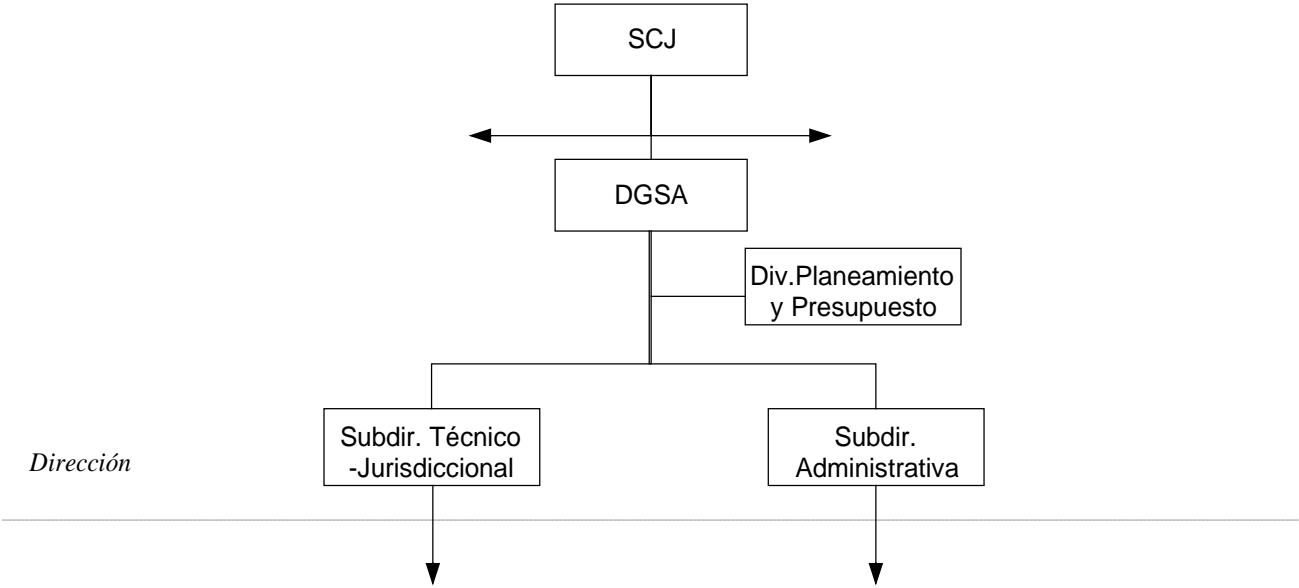 SCJ
DGSA
Div.Planeamiento
y Presupuesto
Subdir. Técnico
-Jurisdiccional
Subdir.
Administrativa
Dirección